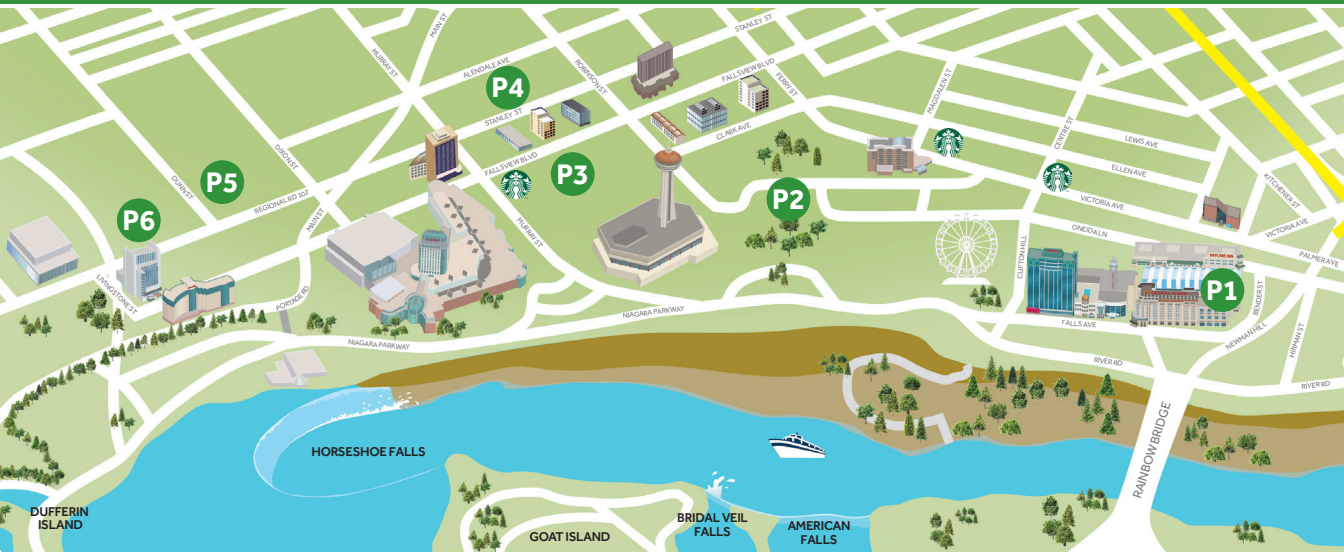 STANLEY ST
MAIN ST
MURRAY ST
ALENDALE AVE
ROBINSON ST
FALLSVIEW BLVD
FERRY ST
P4
STANLEY ST
MAGDALEN ST
CLARK AVE
CENTRE ST
LEWIS AVE
ELLEN AVE
DIXON ST
FALLSVIEW BLVD
P3
P5
DUNN ST
REGIONAL RD 102
KITCHENER ST
P2
VICTORIA AVE
P6
MAIN ST
MURRAY ST
ONEIDA LN
VICTORIA AVE
CLIFTON HILL
SKYLINE INN
PALMER AVE
LIVINGSTONE ST
PORTAGE RD
P1
BENDER ST
NIAGARA PARKWAY
FALLS AVE
NEWMAN HILL
HIRMAN ST
NIAGARA PARKWAY
RIVER RD
RIVER RD
RAINBOW BRIDGE
HORSESHOE FALLS
DUFFERIN
ISLAND
GOAT ISLAND
BRIDAL VEIL
FALLS
AMERICAN
FALLS